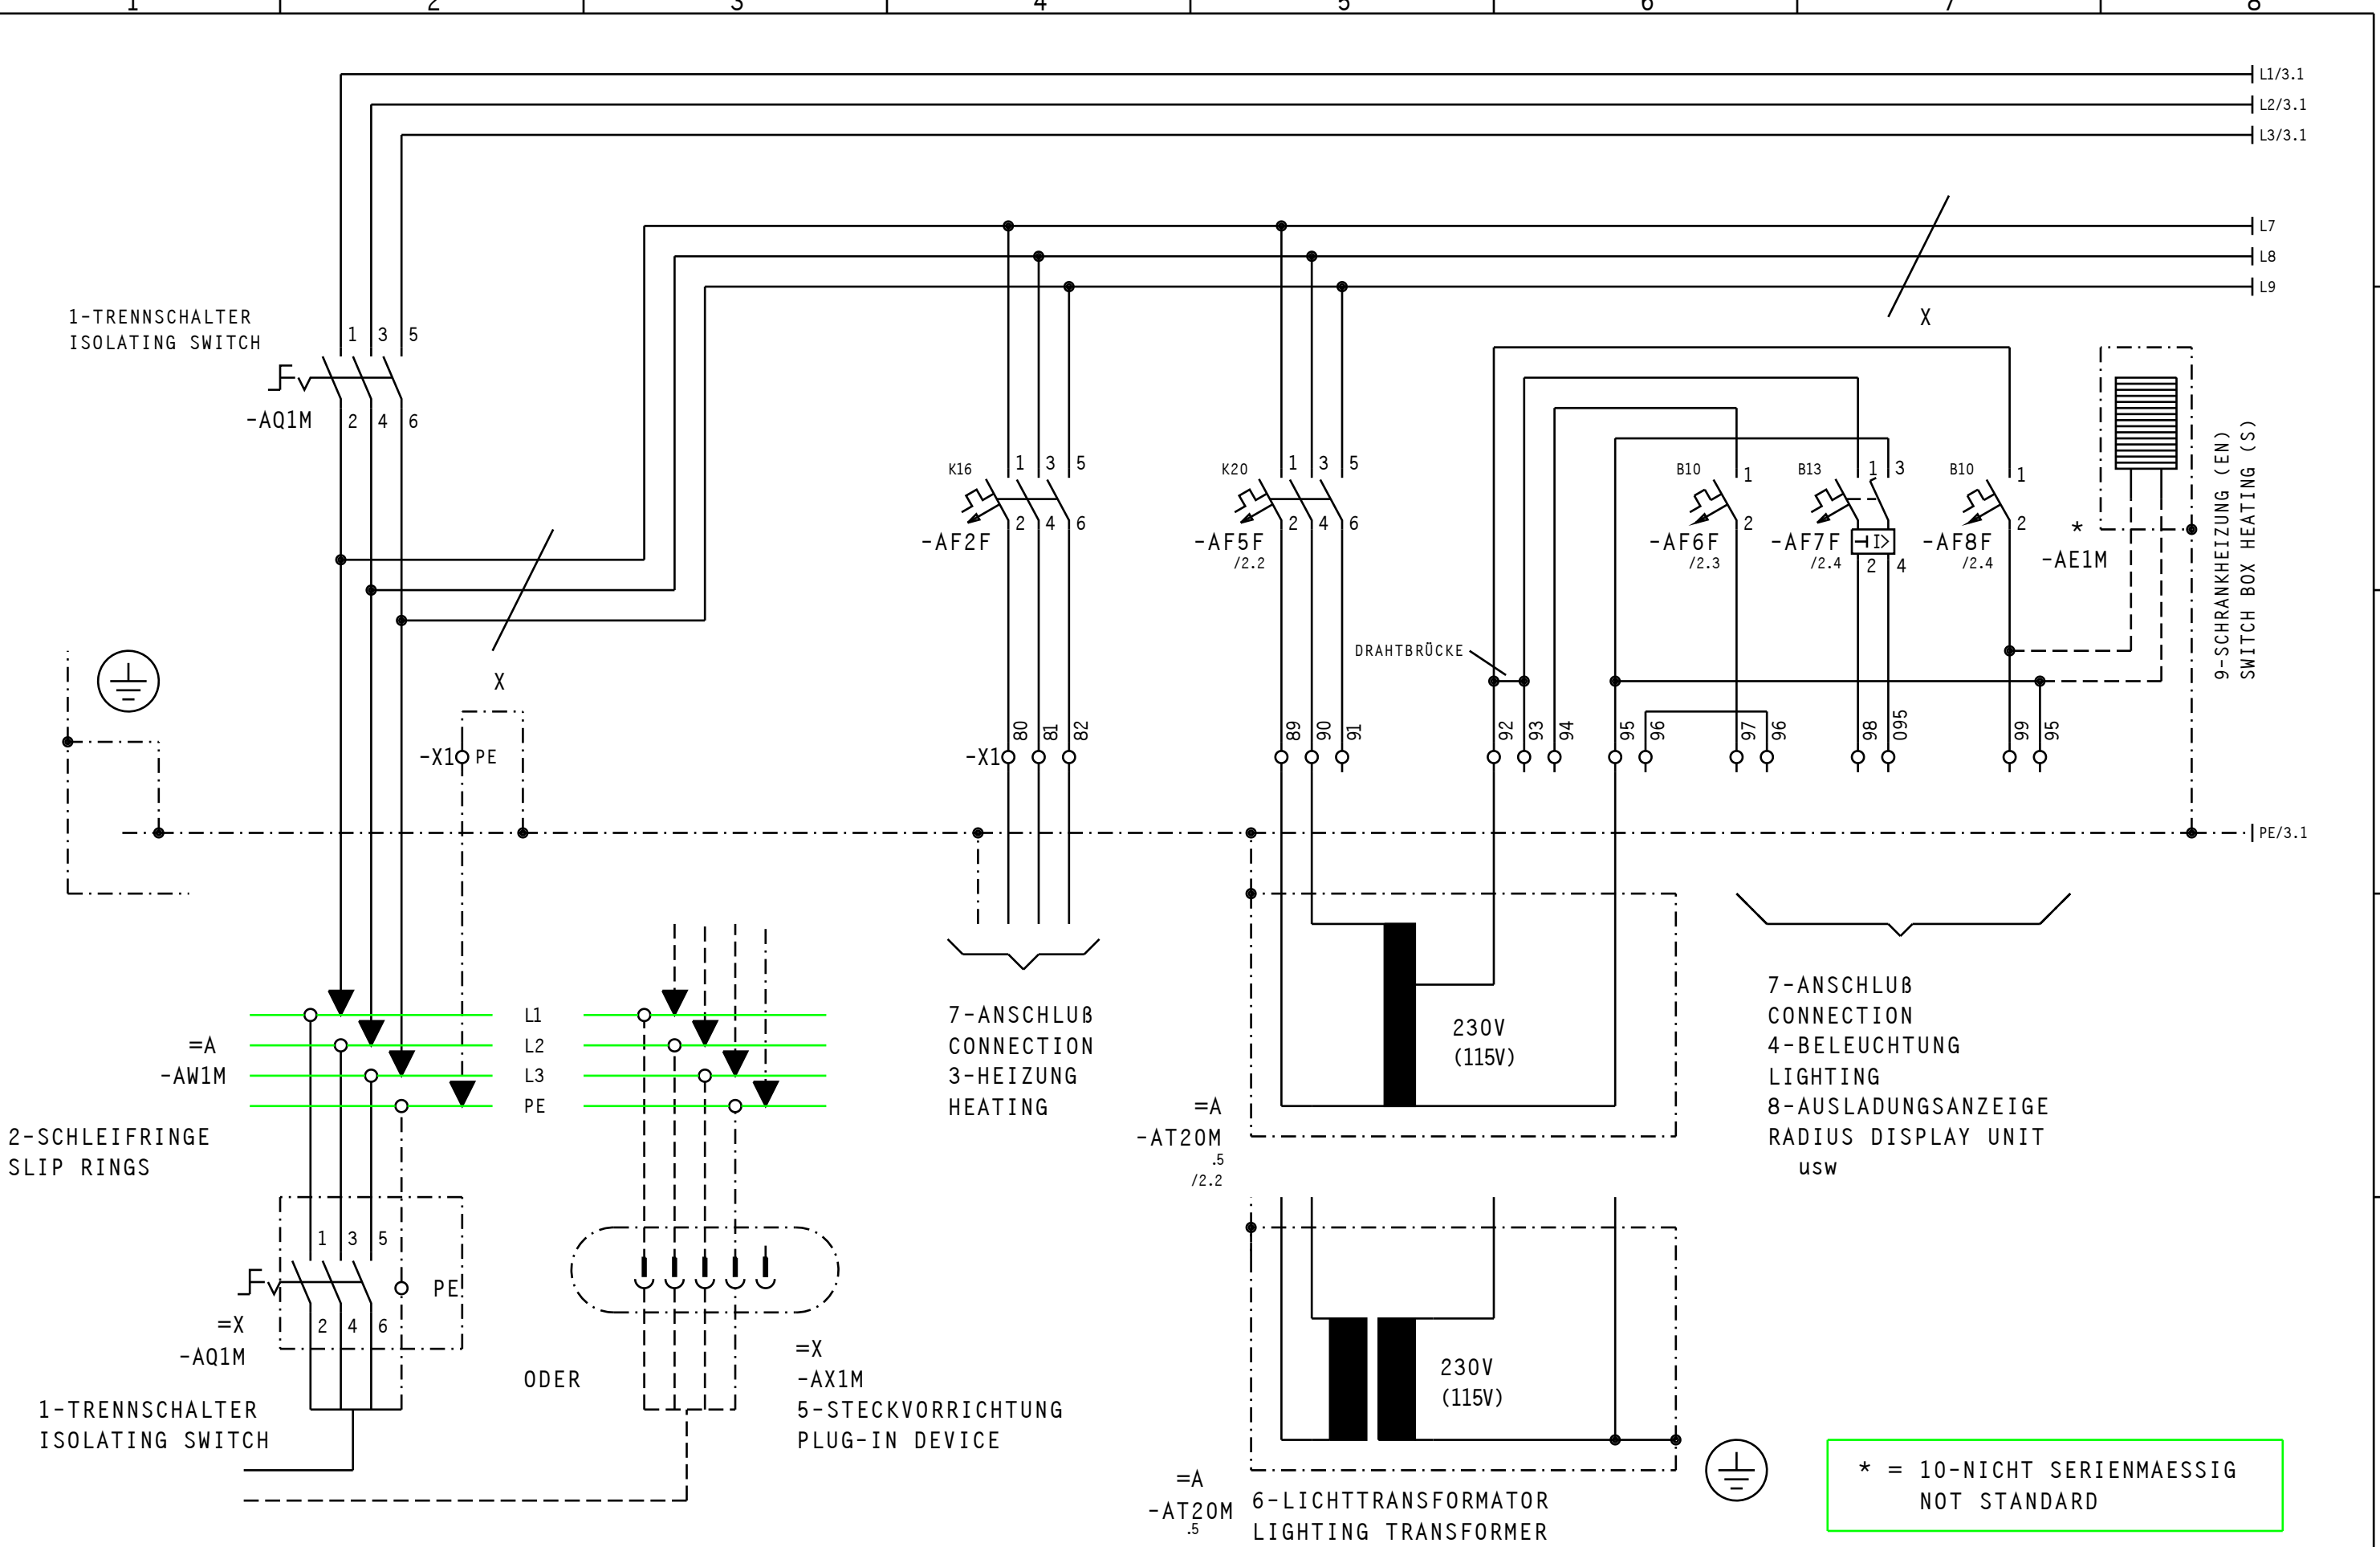 1 2 3 4 5 6 7 8
L1/3.1
L2/3.1
L3/3.1
L7
L8
L9
X
1-TRENNSCHALTER
ISOLATING SWITCH
1 3 5
-AQ1M 2 4 6
K16 1 3 5
2 4 6
-AF2F
K20 1 3 5
2 4 6
-AF5F
/2.2
B10 1
2
-AF6F
/2.3
B13 1 3
-AF7F I>
/2.4 2 4
B10 1
2
-AF8F
/2.4
*
-AE1M
9-SCHRANKHEIZUNG (EN)
SWITCH BOX HEATING (S)
X
DRAHTBRÜCKE
-X1 PE
-X1 80 81 82
89 90 91 92 93 94 95 96 97 96 98 095 99 95
PE/3.1
=A
-AW1M
L1
L2
L3
PE
2-SCHLEIFRINGE
SLIP RINGS
7-ANSCHLUß
CONNECTION
3-HEIZUNG
HEATING
230V
(115V)
=A
-AT20M
.5
/2.2
7-ANSCHLUß
CONNECTION
4-BELEUCHTUNG
LIGHTING
8-AUSLADUNGSANZEIGE
RADIUS DISPLAY UNIT
usw
1 3 5
PE
2 4 6
=X
-AQ1M
1-TRENNSCHALTER
ISOLATING SWITCH
ODER
=X
-AX1M
5-STECKVORRICHTUNG
PLUG-IN DEVICE
230V
(115V)
=A
-AT20M
.5
6-LICHTTRANSFORMATOR
LIGHTING TRANSFORMER
* = 10-NICHT SERIENMAESSIG
NOT STANDARD